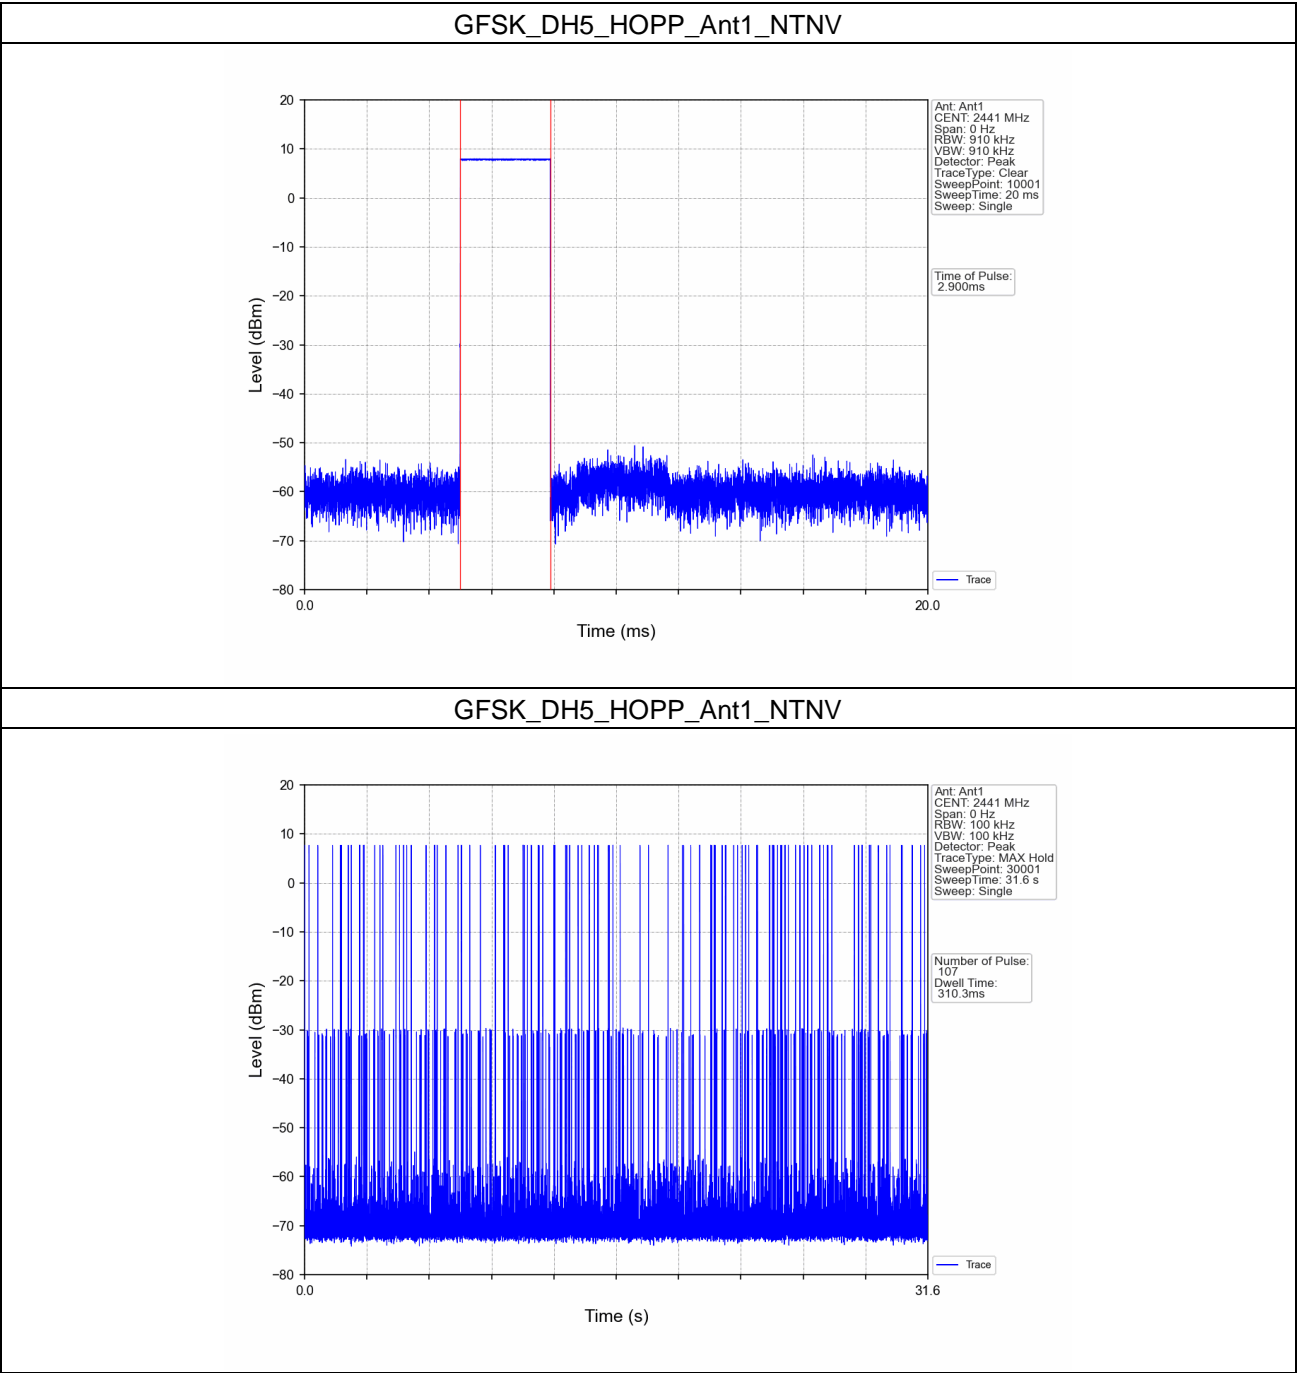 GFSK_DH5_HOPP_Ant1_NTNV
20
10
0
−10
−20
−30
−40
−50
−60
−70
−80
Level (dBm)
0.0
20.0
Time (ms)
Ant: Ant1
CENT: 2441 MHz
Span: 0 Hz
RBW: 910 kHz
VBW: 910 kHz
Detector: Peak
TraceType: Clear
SweepPoint: 10001
SweepTime: 20 ms
Sweep: Single
Time of Pulse:
2.900ms
Trace
GFSK_DH5_HOPP_Ant1_NTNV
20
10
0
−10
−20
−30
−40
−50
−60
−70
−80
Level (dBm)
0.0
31.6
Time (s)
Ant: Ant1
CENT: 2441 MHz
Span: 0 Hz
RBW: 100 kHz
VBW: 100 kHz
Detector: Peak
TraceType: MAX Hold
SweepPoint: 30001
SweepTime: 31.6 s
Sweep: Single
Number of Pulse:
107
Dwell Time:
310.3ms
Trace